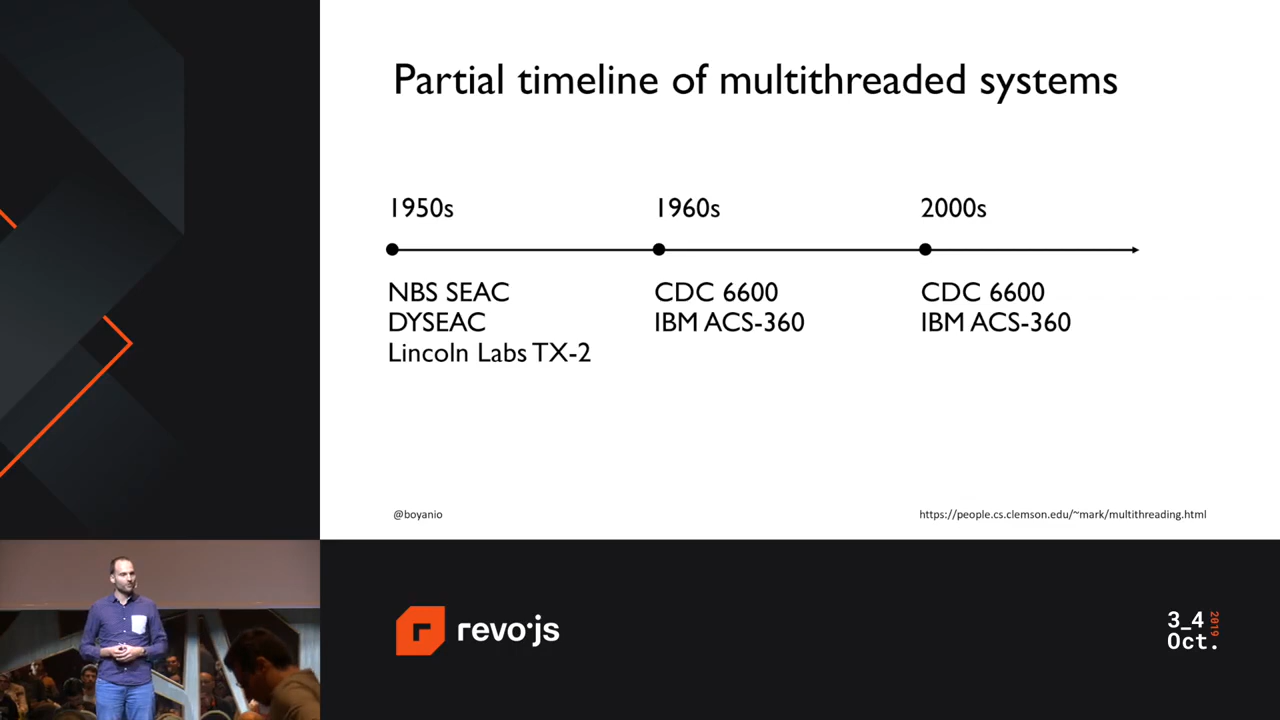 Partial timeline of multithreaded systems
1950s
1960s
2000s
NBS SEAC
DYSEAC
Lincoln Labs TX-2
CDC 6600
IBM ACS-360
CDC 6600
IBM ACS-360
@boyanio
https://people.cs.clemson.edu/~mark/multithreading.html
r revo·js
3_4
Oct.
2019